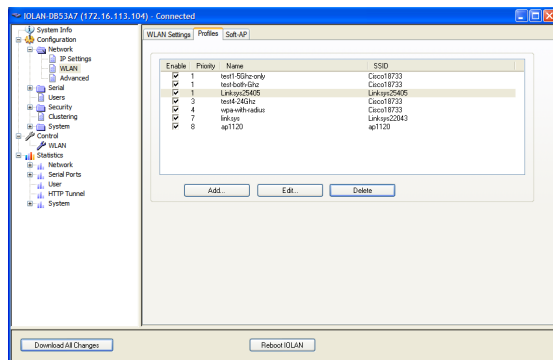 IOLAN-DB53A7 (172.16.113.104) - Connected
System Info
Configuration
Network
IP Settings
WLAN
Advanced
Serial
Users
Security
Clustering
System
Control
WLAN
Statistics
Network
Serial Ports
User
HTTP Tunnel
System
WLAN Settings Profiles Soft-AP
Enable Priority Name SSID
1 test1-5Ghz-only Cisco18733
1 test-both-Ghz Cisco18733
1 Linksys25405 Linksys25405
3 test4-24Ghz Cisco18733
4 wpa-with-radius Cisco18733
7 linksys Linksys22043
8 ap1120 ap1120
Add... Edit... Delete
Download All Changes Reboot IOLAN